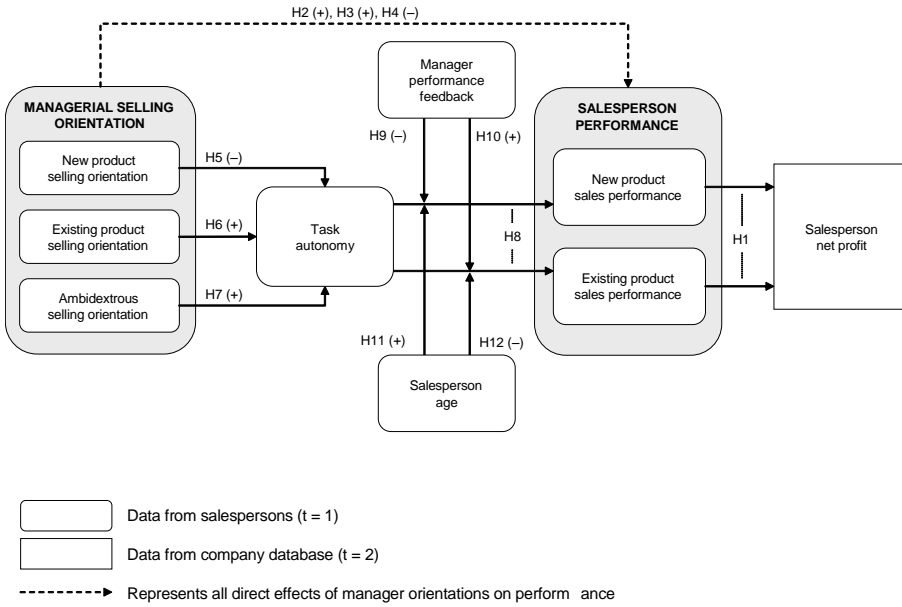 H2 (+), H3 (+), H4 (–)
MANAGERIAL SELLING
ORIENTATION
New product
selling orientation
Existing product
selling orientation
Ambidextrous
selling orientation
H5 (–)
H6 (+)
H7 (+)
Task
autonomy
Manager
performance
feedback
H9 (–)
H10 (+)
H8
H11 (+)
H12 (–)
Salesperson
age
SALESPERSON
PERFORMANCE
New product
sales performance
Existing product
sales performance
H1
Salesperson
net profit
Data from salespersons (t = 1)
Data from company database (t = 2)
Represents all direct effects of manager orientations on perform ance